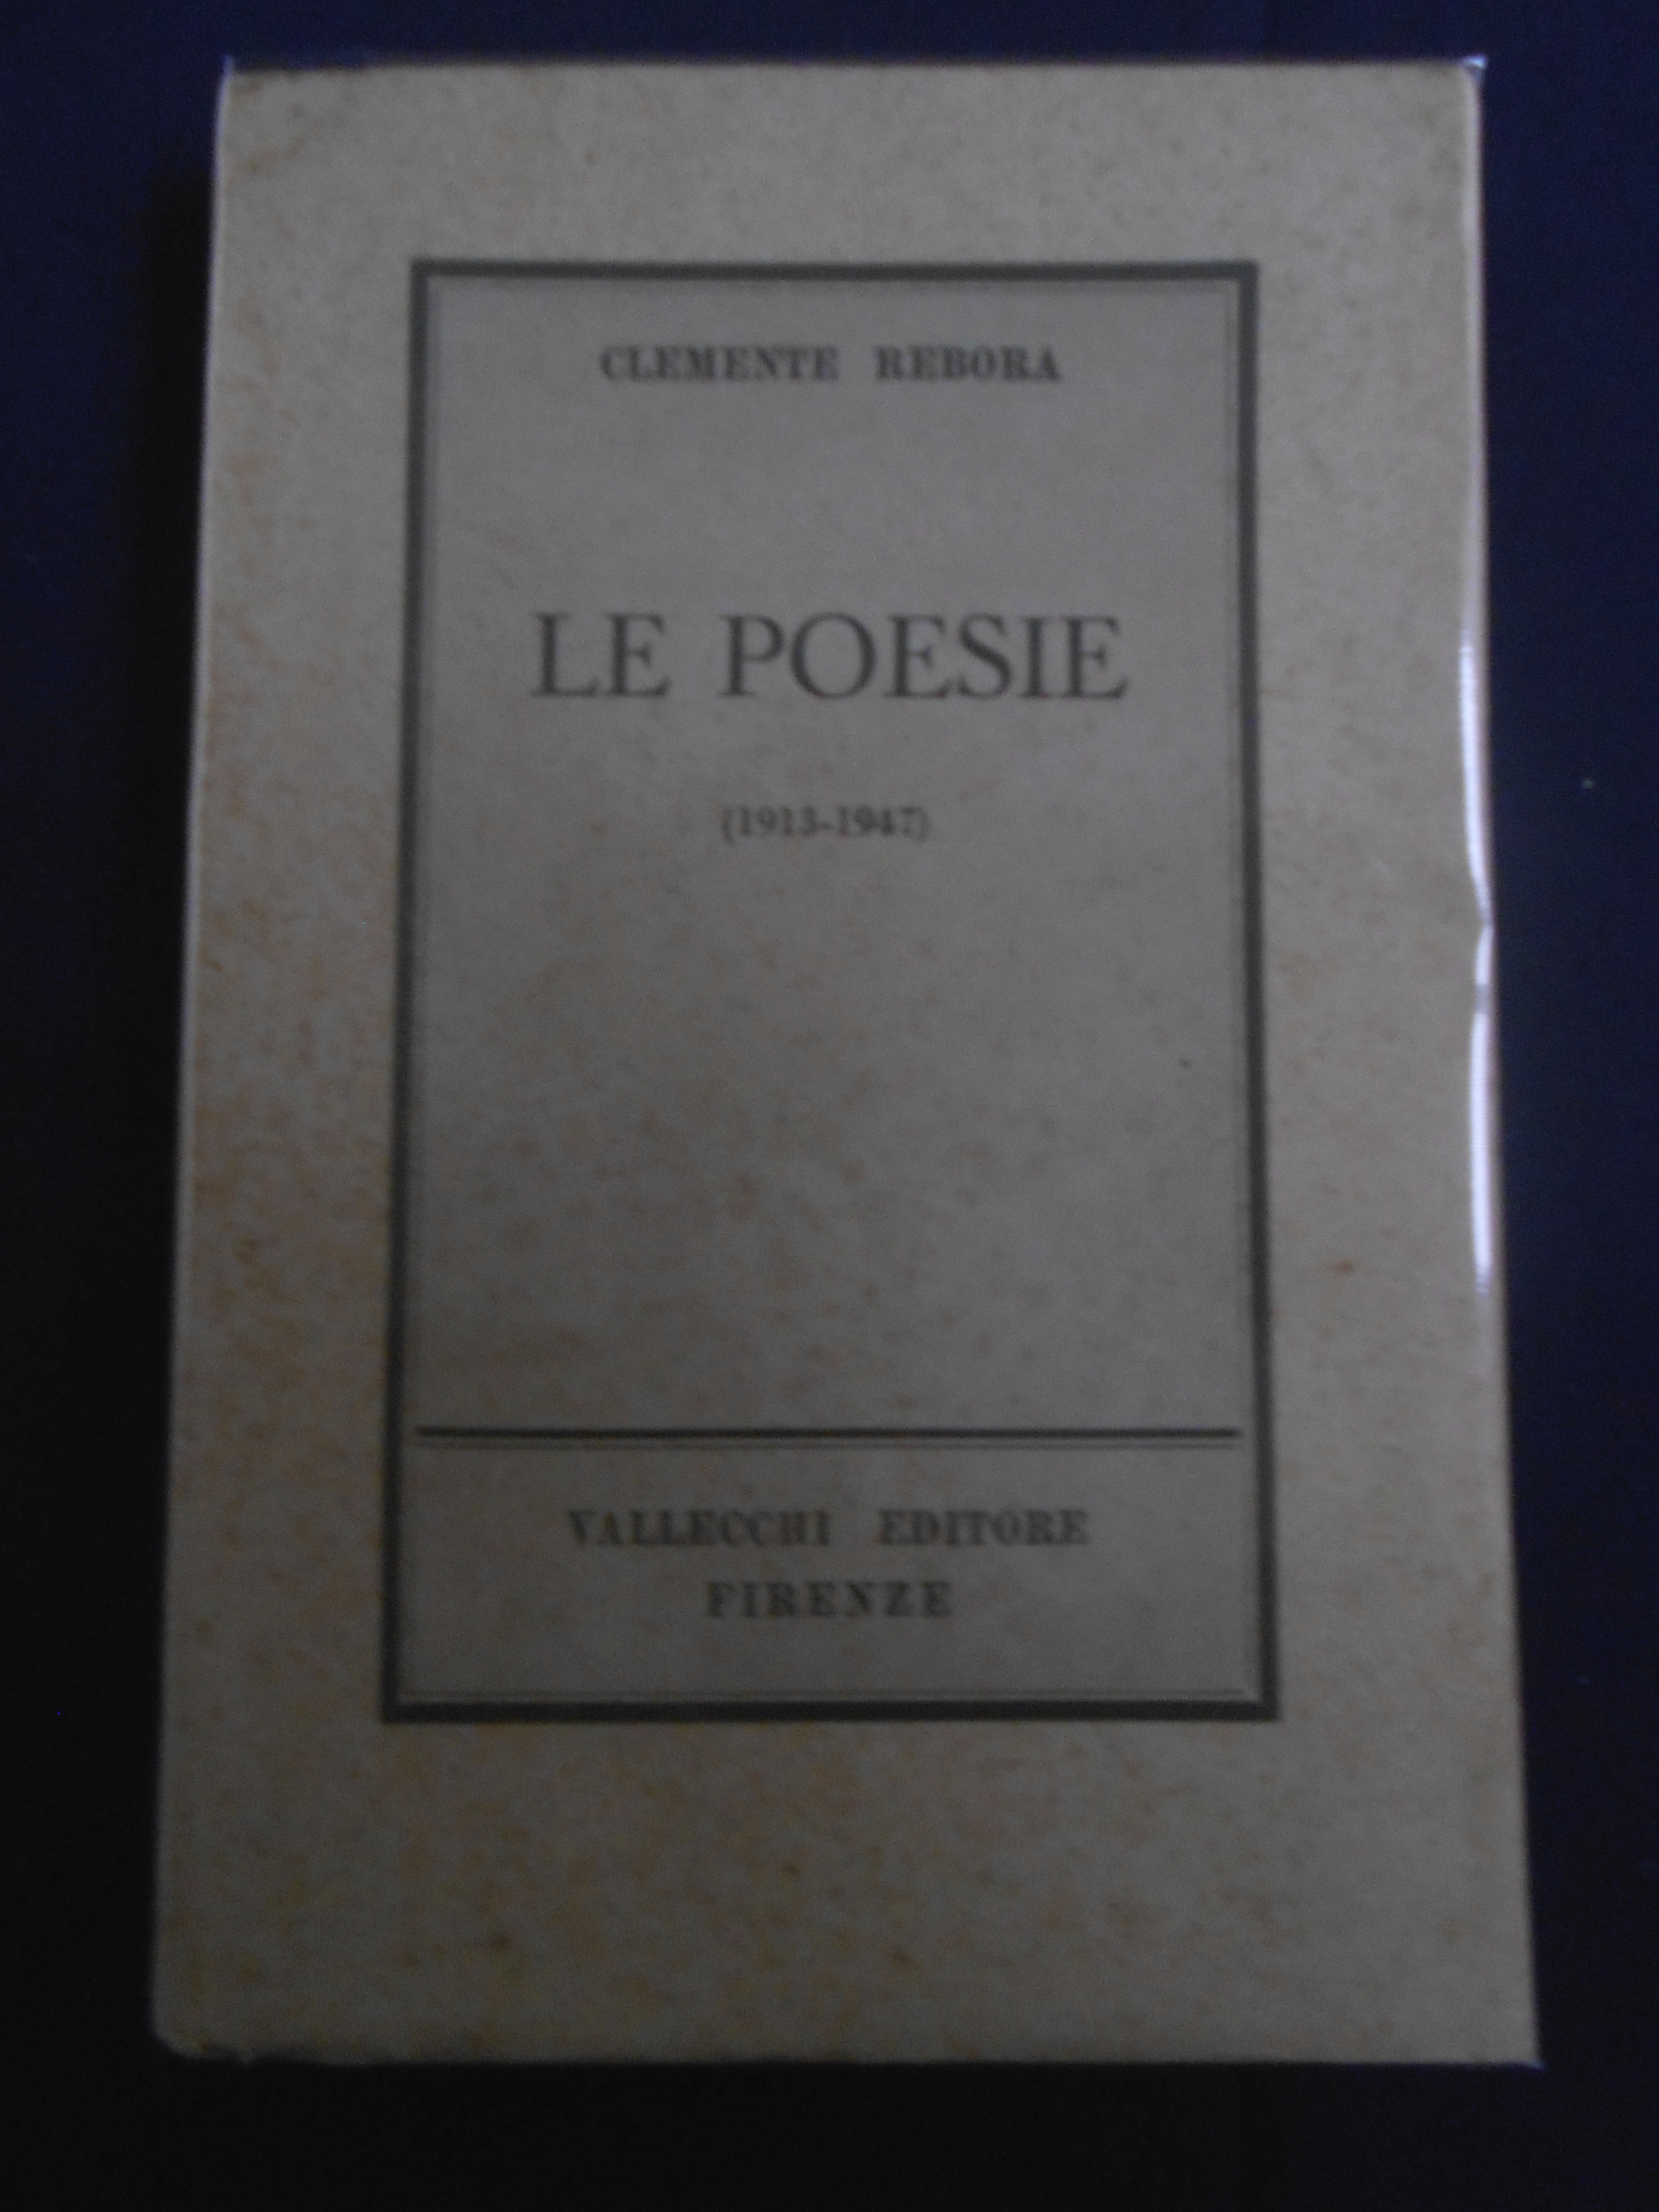 CLEMENTE REBORA
LE POESIE
(1913-1947)
VALLECCHI EDITORE
FIRENZE